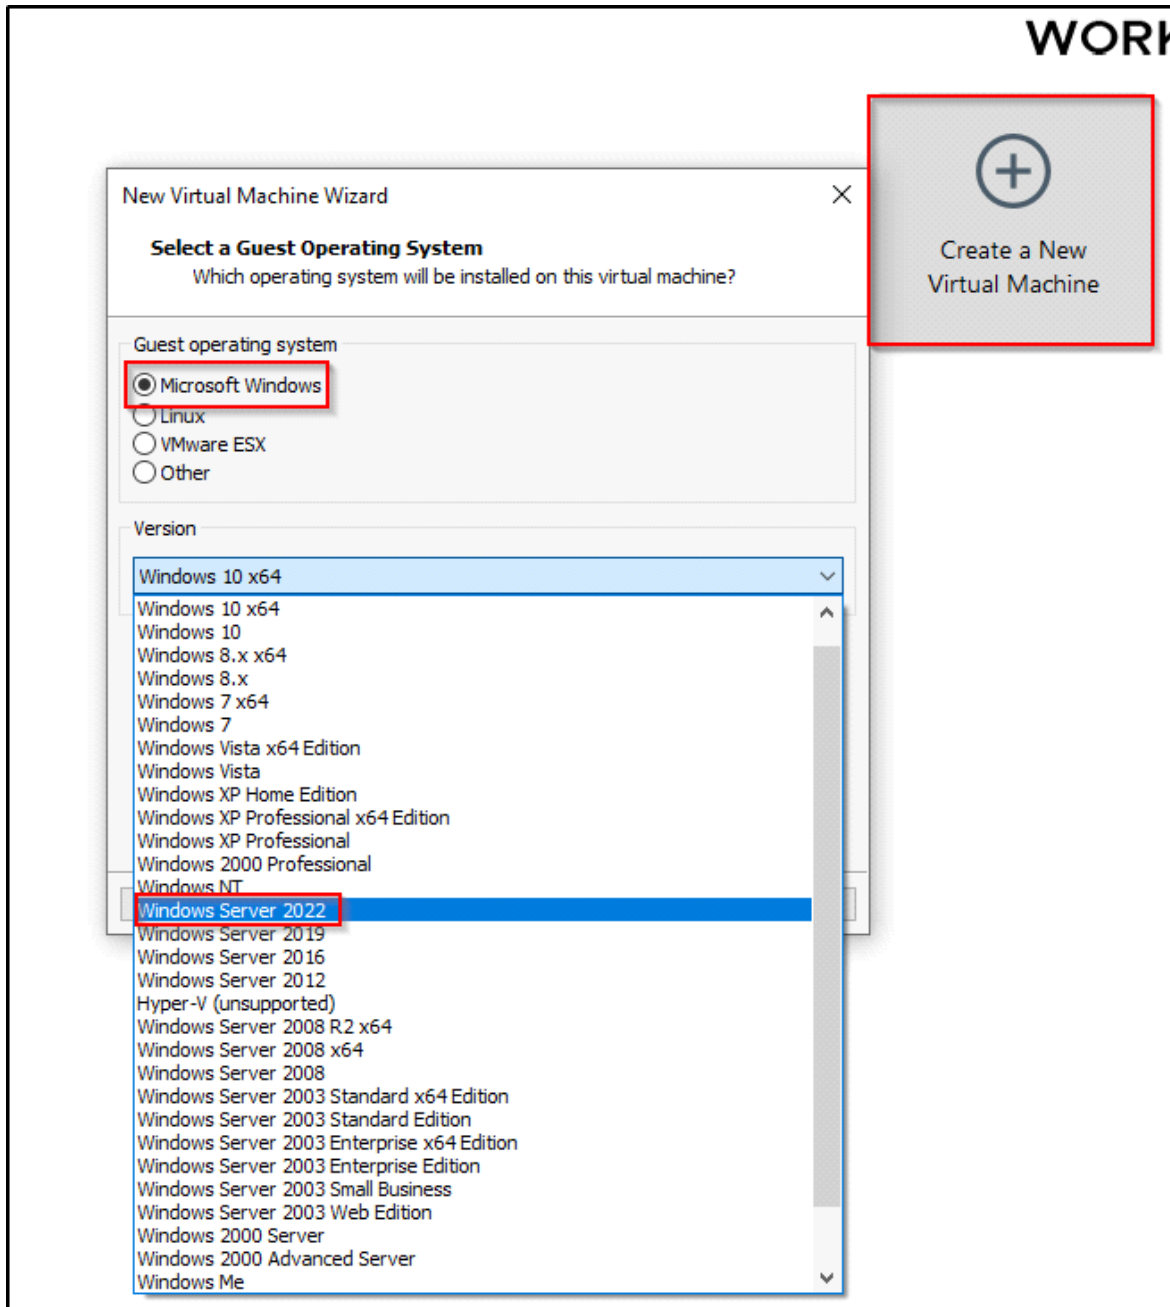 WORK
Create a New
Virtual Machine
New Virtual Machine Wizard
Select a Guest Operating System
Which operating system will be installed on this virtual machine?
Guest operating system
Microsoft Windows
Linux
VMware ESX
Other
Version
Windows 10 x64
Windows 10 x64
Windows 10
Windows 8.x x64
Windows 8.x
Windows 7 x64
Windows 7
Windows Vista x64 Edition
Windows Vista
Windows XP Home Edition
Windows XP Professional x64 Edition
Windows XP Professional
Windows 2000 Professional
Windows NT
Windows Server 2022
Windows Server 2019
Windows Server 2016
Windows Server 2012
Hyper-V (unsupported)
Windows Server 2008 R2 x64
Windows Server 2008 x64
Windows Server 2008
Windows Server 2003 Standard x64 Edition
Windows Server 2003 Standard Edition
Windows Server 2003 Enterprise x64 Edition
Windows Server 2003 Enterprise Edition
Windows Server 2003 Small Business
Windows Server 2003 Web Edition
Windows 2000 Server
Windows 2000 Advanced Server
Windows Me